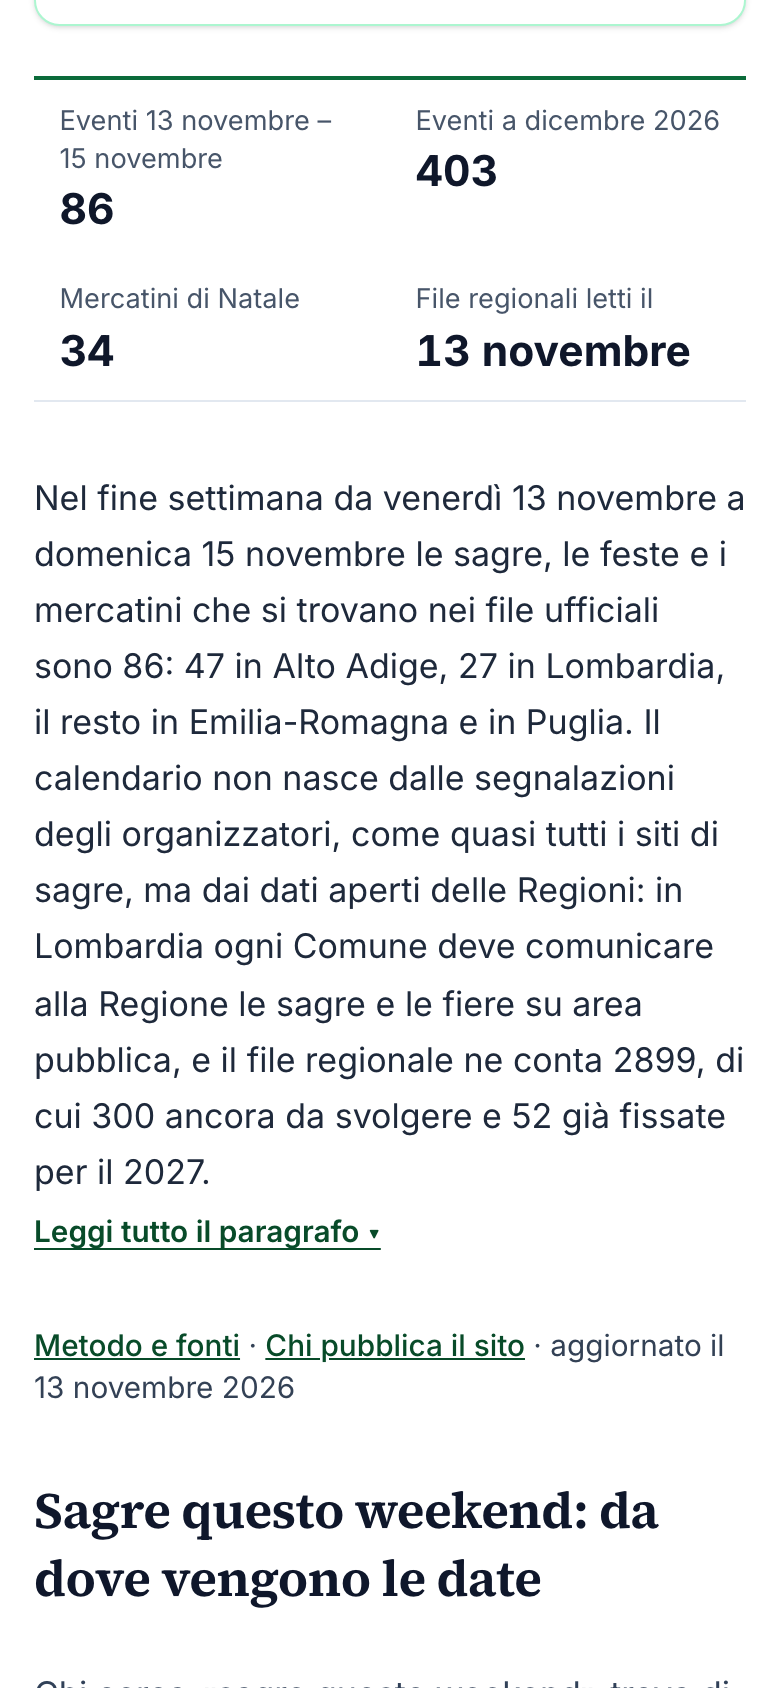 Eventi 13 novembre –
15 novembre
86
Eventi a dicembre 2026
403
Mercatini di Natale
34
File regionali letti il
13 novembre
Nel fine settimana da venerdì 13 novembre a
domenica 15 novembre le sagre, le feste e i
mercatini che si trovano nei file ufficiali
sono 86: 47 in Alto Adige, 27 in Lombardia,
il resto in Emilia-Romagna e in Puglia. Il
calendario non nasce dalle segnalazioni
degli organizzatori, come quasi tutti i siti di
sagre, ma dai dati aperti delle Regioni: in
Lombardia ogni Comune deve comunicare
alla Regione le sagre e le fiere su area
pubblica, e il file regionale ne conta 2899, di
cui 300 ancora da svolgere e 52 già fissate
per il 2027.
Leggi tutto il paragrafo ▾
Metodo e fonti · Chi pubblica il sito · aggiornato il
13 novembre 2026
Sagre questo weekend: da
dove vengono le date